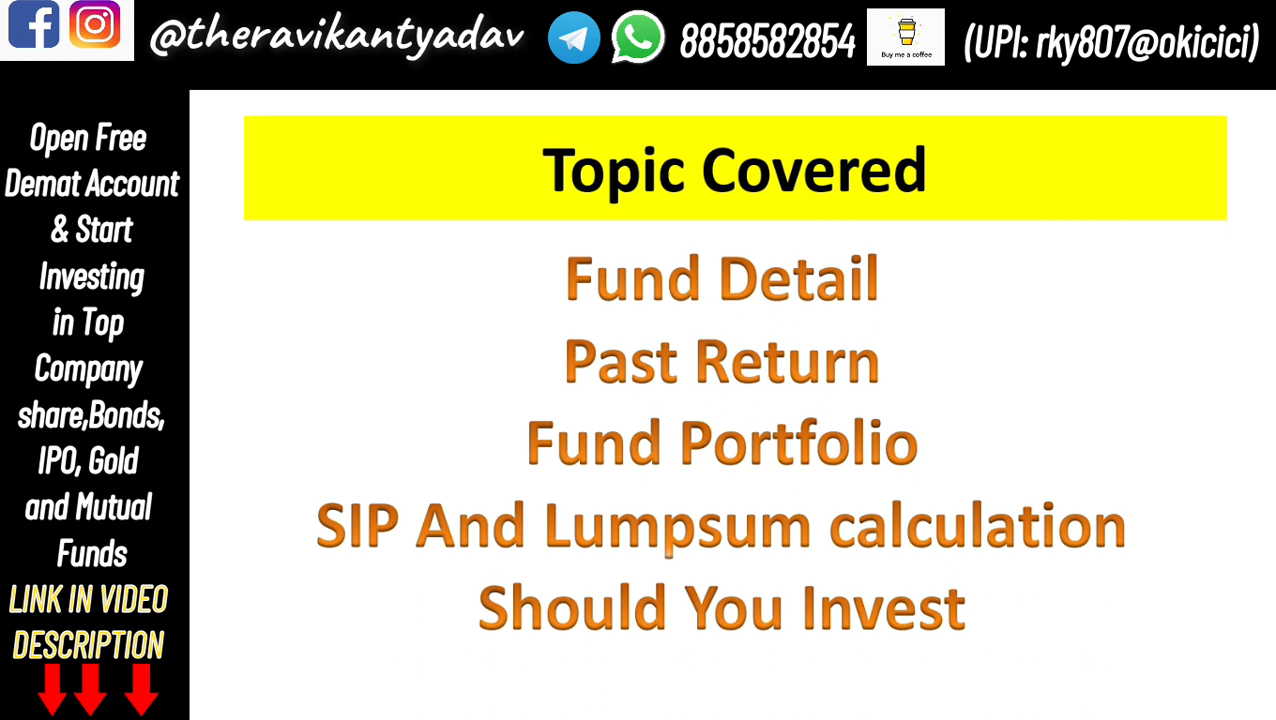 @theravikantyadav 8858582854 Buy me a coffee (UPI: rky807@okicici)
Open Free
Demat Account
& Start
Investing
in Top
Company
share,Bonds,
IPO, Gold
and Mutual
Funds
LINK IN VIDEO
DESCRIPTION
Topic Covered
Fund Detail
Past Return
Fund Portfolio
SIP And Lumpsum calculation
Should You Invest